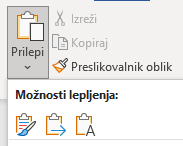 Prilepi
Izreži
Kopiraj
Preslikovalnik oblik
Možnosti lepljenja:
A